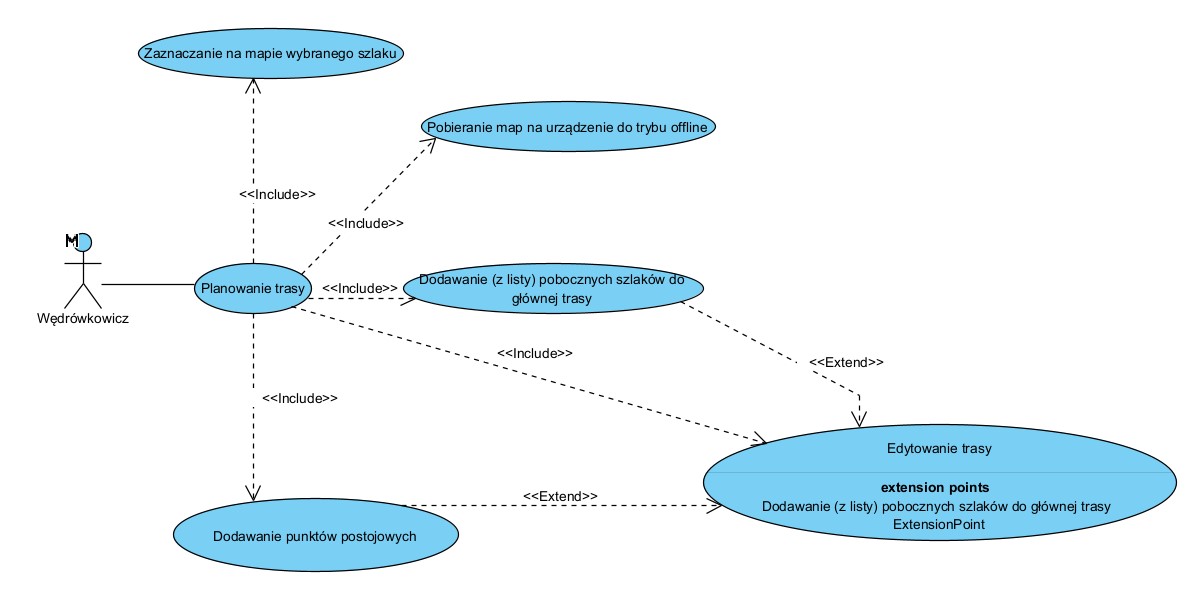 Zaznaczanie na mapie wybranego szlaku
Pobieranie map na urządzenie do trybu offline
<<Include>>
<<Include>>
M
Wędrówkowicz
Planowanie trasy
<<Include>>
Dodawanie (z listy) pobocznych szlaków do
głównej trasy
<<Include>>
<<Extend>>
<<Include>>
Edytowanie trasy
extension points
Dodawanie (z listy) pobocznych szlaków do głównej trasy
ExtensionPoint
<<Extend>>
Dodawanie punktów postojowych